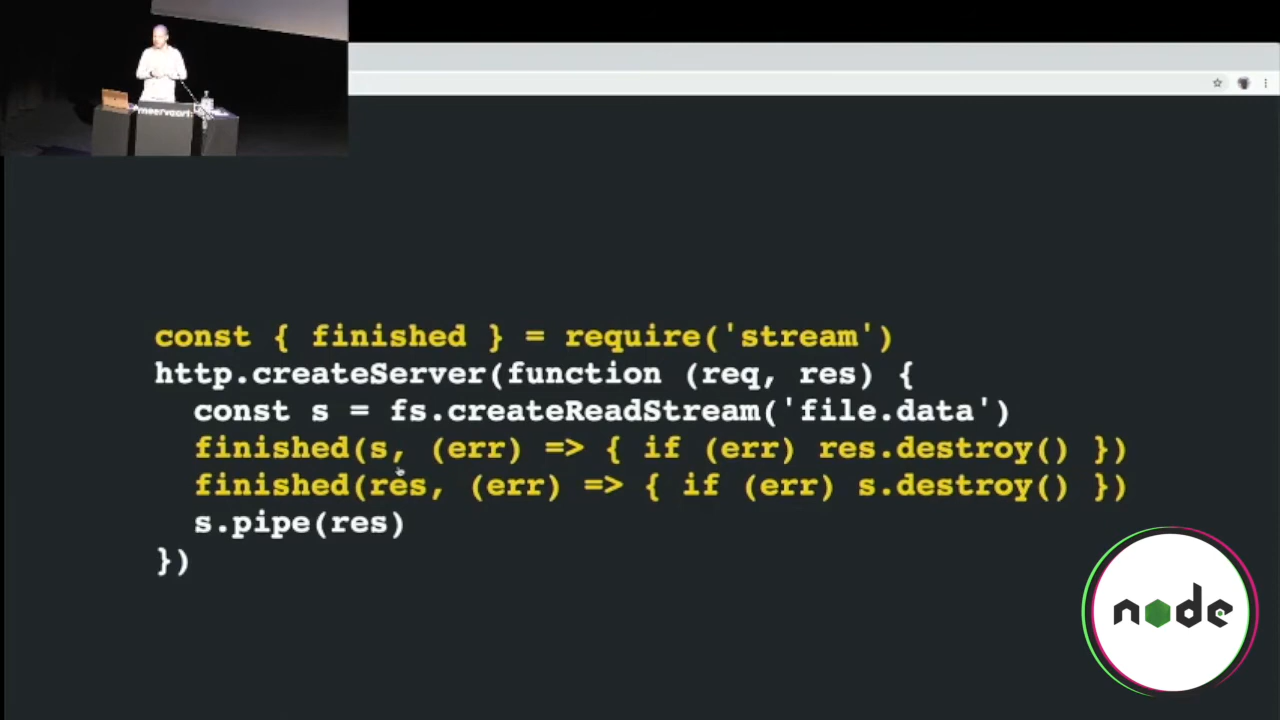 meervaart
const { finished } = require('stream')
http.createServer(function (req, res) {
  const s = fs.createReadStream('file.data')
  finished(s, (err) => { if (err) res.destroy() })
  finished(res, (err) => { if (err) s.destroy() })
  s.pipe(res)
})
node